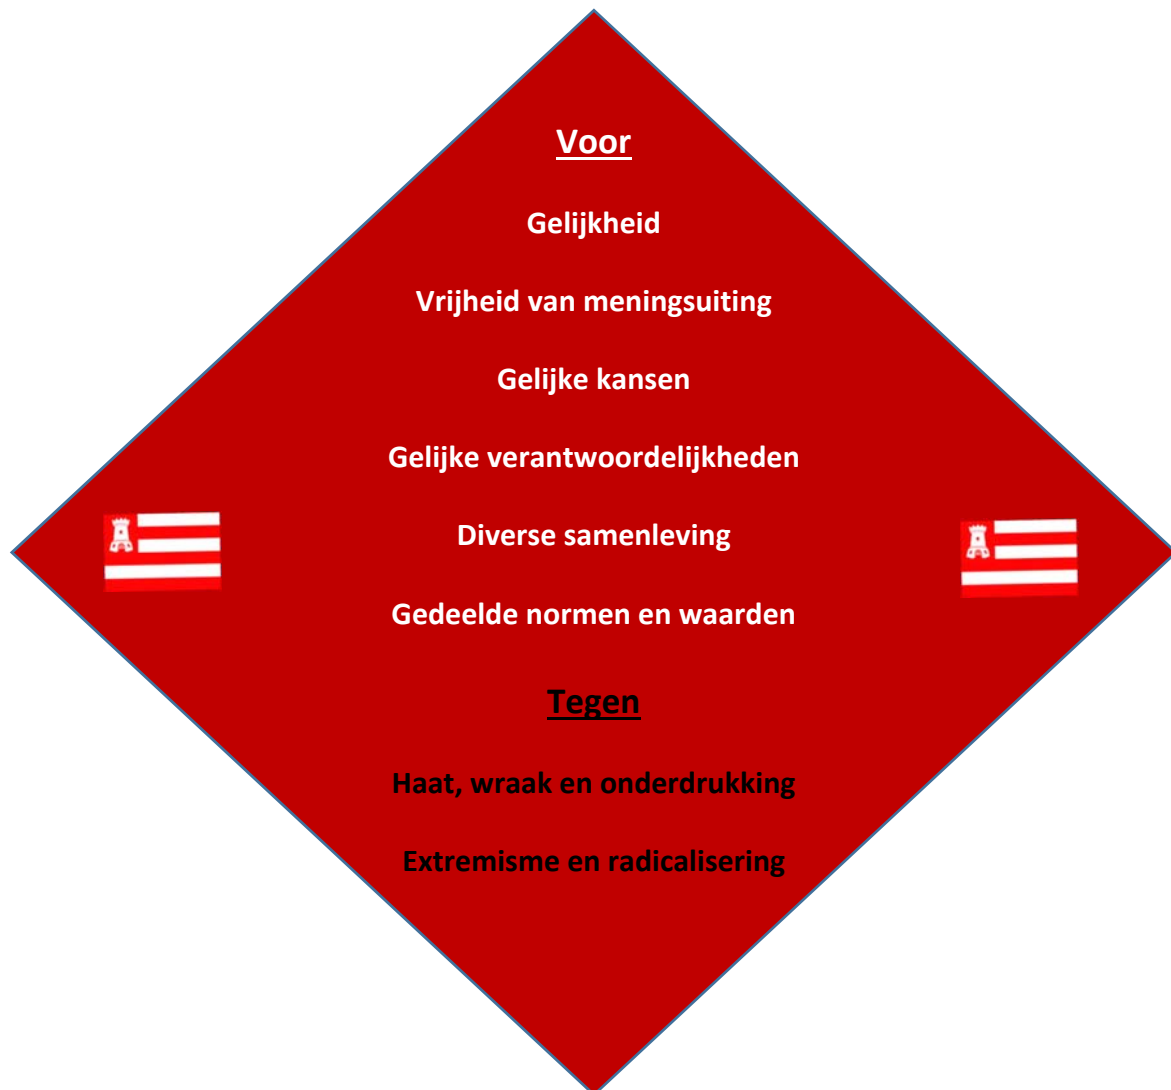 Voor
Gelijkheid
Vrijheid van meningsuiting
Gelijke kansen
Gelijke verantwoordelijkheden
Diverse samenleving
Gedeelde normen en waarden
Tegen
Haat, wraak en onderdrukking
Extremisme en radicalisering